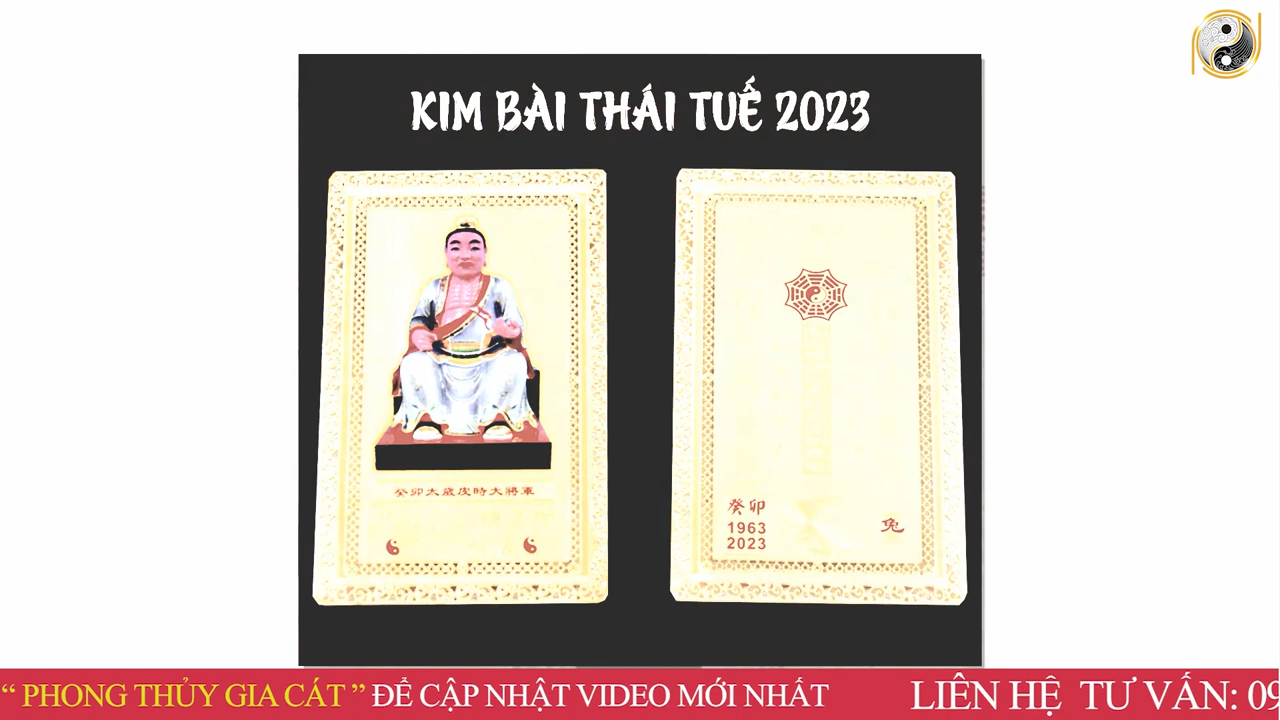 KIM BÀI THÁI TUẾ 2023
癸卯太歲皮時大將軍
癸卯
1963
2023
兔
“ PHONG THỦY GIA CÁT ” ĐỂ CẬP NHẬT VIDEO MỚI NHẤT
LIÊN HỆ TƯ VẤN: 09